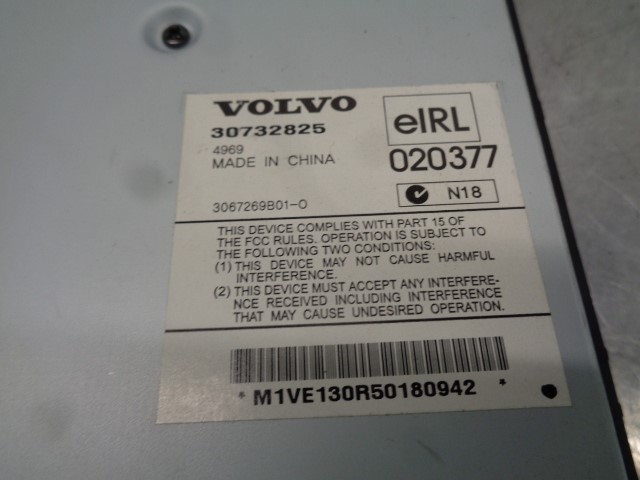 VOLVO
30732825
4969
MADE IN CHINA
eIRL
020377
3067269B01-O
N18
THIS DEVICE COMPLIES WITH PART 15 OF
THE FCC RULES. OPERATION IS SUBJECT TO
THE FOLLOWING TWO CONDITIONS:
(1) THIS DEVICE MAY NOT CAUSE HARMFUL
INTERFERENCE.
(2) THIS DEVICE MUST ACCEPT ANY INTERFERE-
NCE RECEIVED INCLUDING INTERFERENCE
THAT MAY CAUSE UNDESIRED OPERATION.
* M1VE130R50180942 *